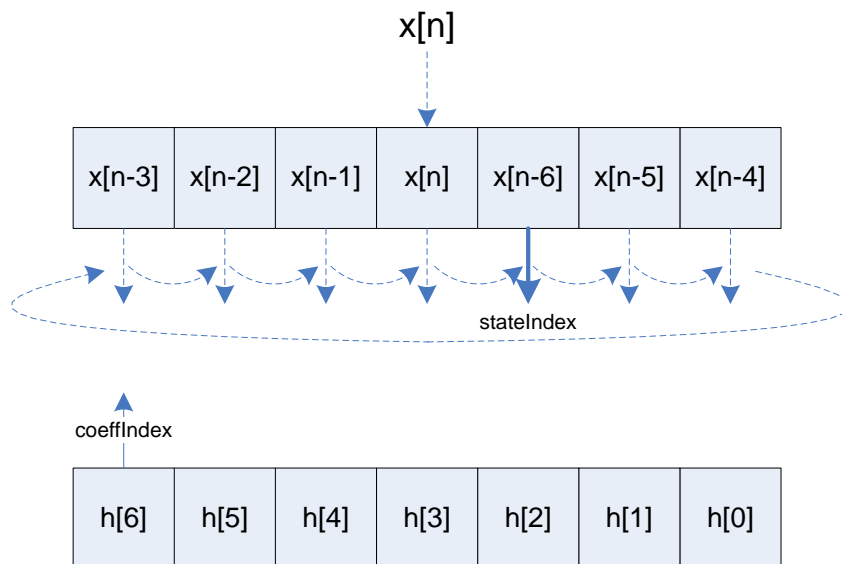 x[n]
x[n-3] x[n-2] x[n-1] x[n] x[n-6] x[n-5] x[n-4]
stateIndex
coeffIndex
h[6] h[5] h[4] h[3] h[2] h[1] h[0]